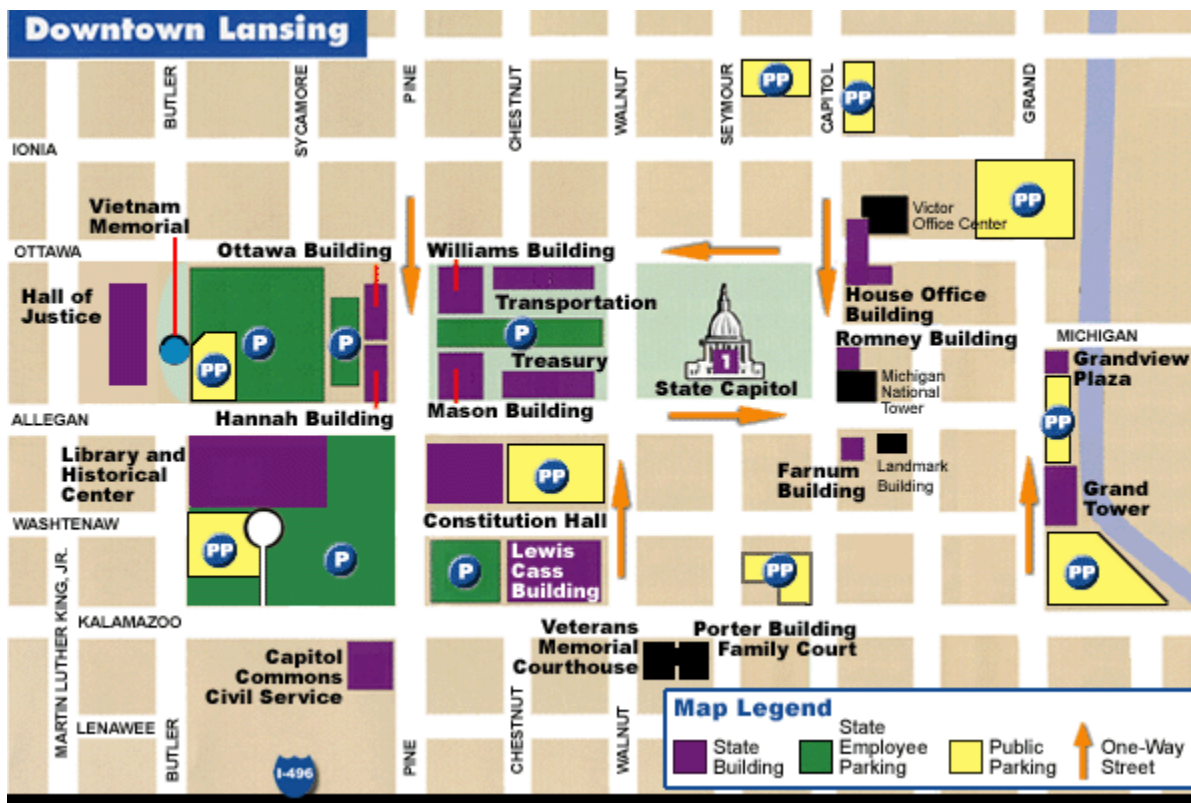 Downtown Lansing
BUTLER
SYCAMORE
PINE
CHESTNUT
WALNUT
SEYMOUR
PP
CAPITOL
PP
GRAND
IONIA
PP
Vietnam
Memorial
Victor
Office Center
OTTAWA
Ottawa Building
Williams Building
Hall of
Justice
Transportation
House Office
Building
P
P
P
PP
Treasury
1
State Capitol
Romney Building
MICHIGAN
Grandview
Plaza
Michigan
National
Tower
ALLEGAN
Hannah Building
Mason Building
PP
Library and
Historical
Center
PP
Farnum
Building
Landmark
Building
Grand
Tower
WASHTENAW
Constitution Hall
PP
P
P
Lewis
Cass
Building
PP
PP
MARTIN LUTHER KING, JR.
KALAMAZOO
Veterans
Memorial
Courthouse
Porter Building
Family Court
Capitol
Commons
Civil Service
LENAWEE
BUTLER
PINE
CHESTNUT
WALNUT
I-496
Map Legend
State
Building
State
Employee
Parking
Public
Parking
One-Way
Street